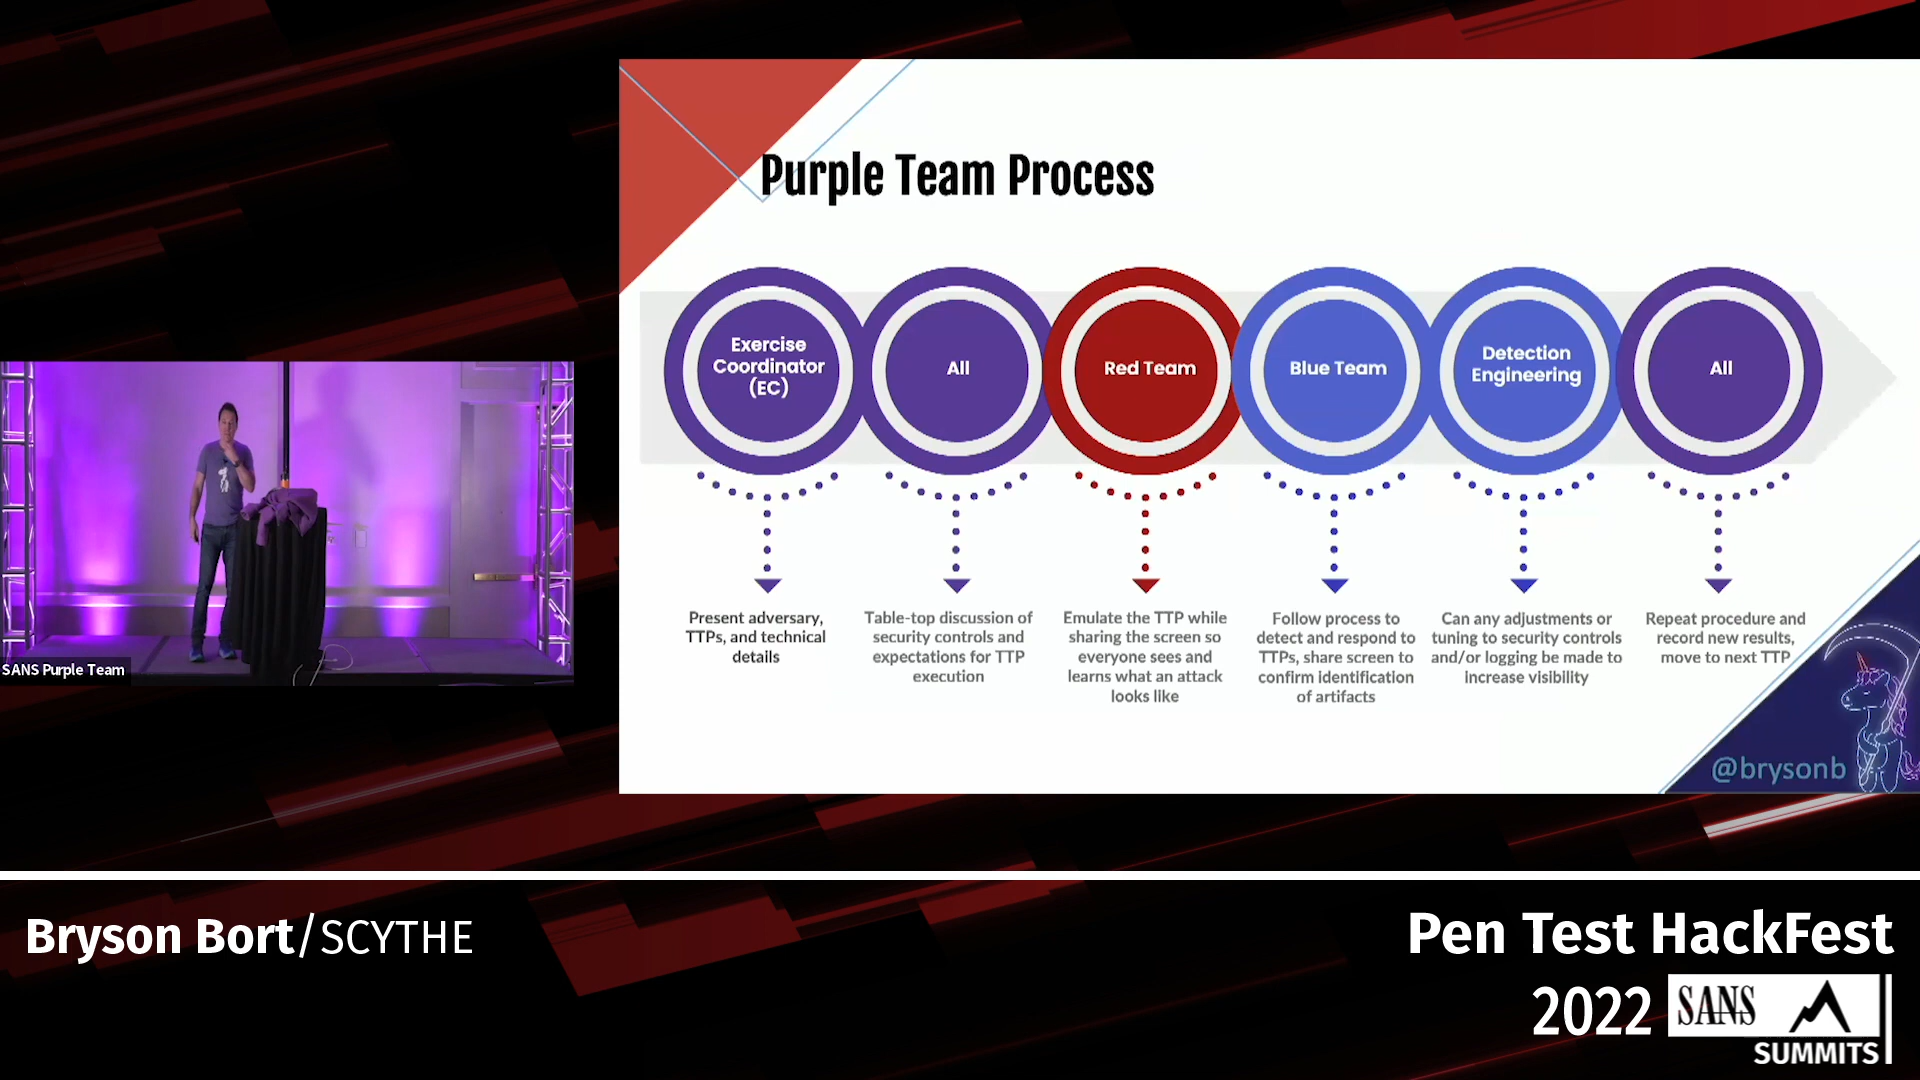 Purple Team Process
Exercise
Coordinator
(EC)
All
Red Team
Blue Team
Detection
Engineering
All
Present adversary,
TTPs, and technical
details
Table-top discussion of
security controls and
expectations for TTP
execution
Emulate the TTP while
sharing the screen so
everyone sees and
learns what an attack
looks like
Follow process to
detect and respond to
TTPs, share screen to
confirm identification
of artifacts
Can any adjustments or
tuning to security controls
and/or logging be made to
increase visibility
Repeat procedure and
record new results,
move to next TTP
@brysonb
SANS Purple Team
Bryson Bort/SCYTHE
Pen Test HackFest
2022
SANS
SUMMITS